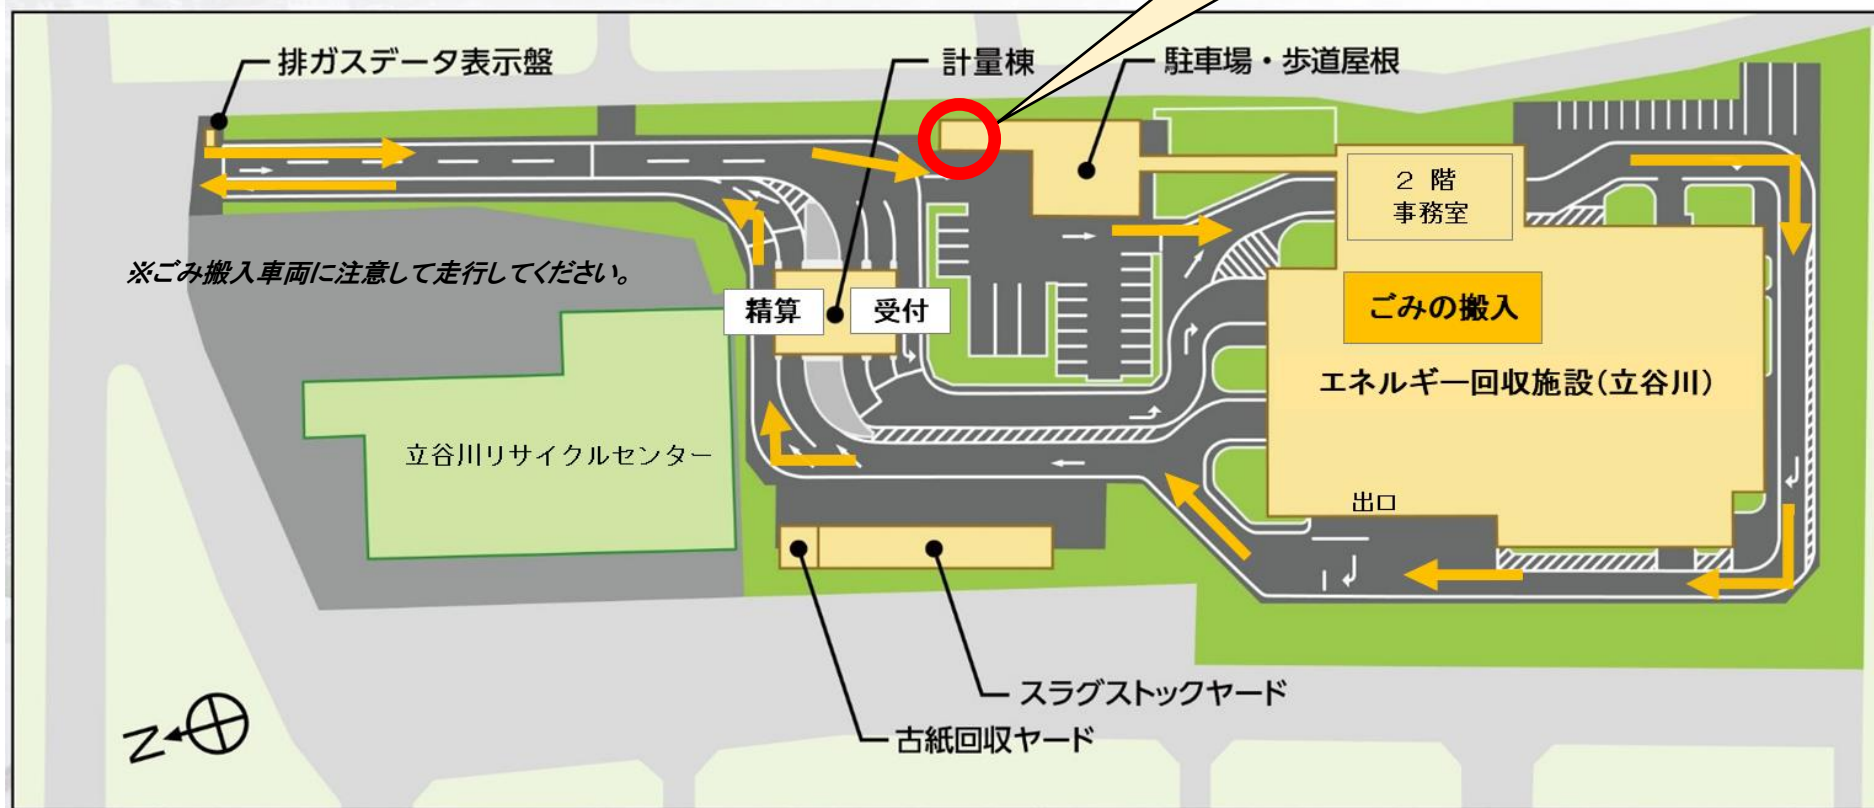 排ガスデータ表示盤
計量棟
駐車場・歩道屋根
2 階
事務室
※ごみ搬入車両に注意して走行してください。
精算
受付
ごみの搬入
エネルギー回収施設(立谷川)
立谷川リサイクルセンター
出口
スラグストックヤード
古紙回収ヤード
N